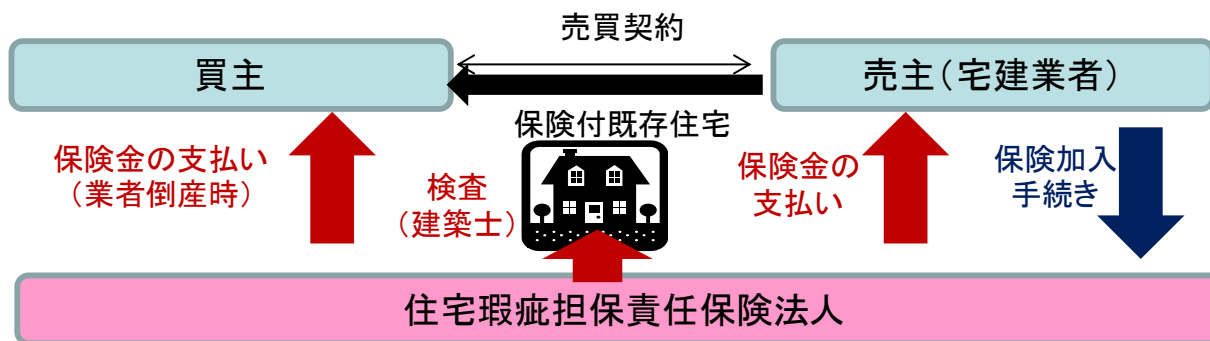 売買契約
買主
売主（宅建業者）
保険付既存住宅
保険金の支払い
（業者倒産時）
検査
（建築士）
保険金の
支払い
保険加入
手続き
住宅瑕疵担保責任保険法人